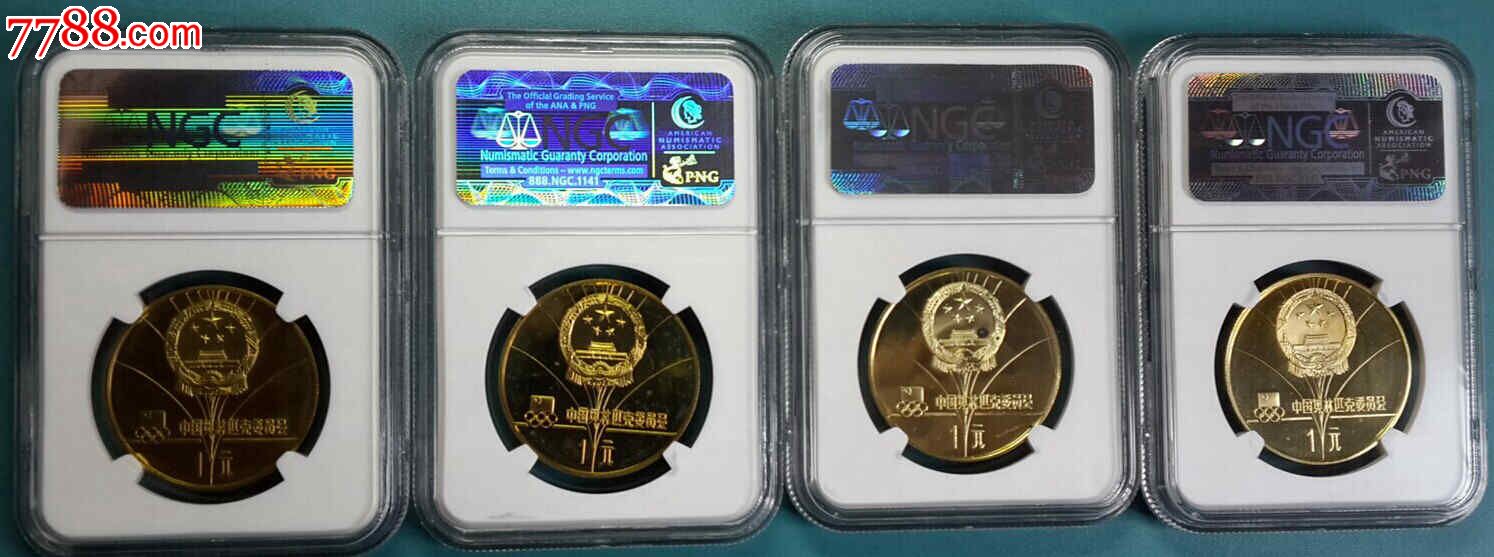 7788.com
NGC
PNG
The Official Grading Service
of the ANA & PNG
NGC
Numismatic Guaranty Corporation
Terms & Conditions – www.ngcterms.com
888.NGC.1141
AMERICAN
NUMISMATIC
ASSOCIATION
PNG
NGC
Numismatic Guaranty Corporation
NGC
Numismatic Guaranty Corporation
AMERICAN
NUMISMATIC
ASSOCIATION
PNG
中国奥林匹克委员会
1元
中国奥林匹克委员会
1元
中国奥林匹克委员会
1元
中国奥林匹克委员会
1元